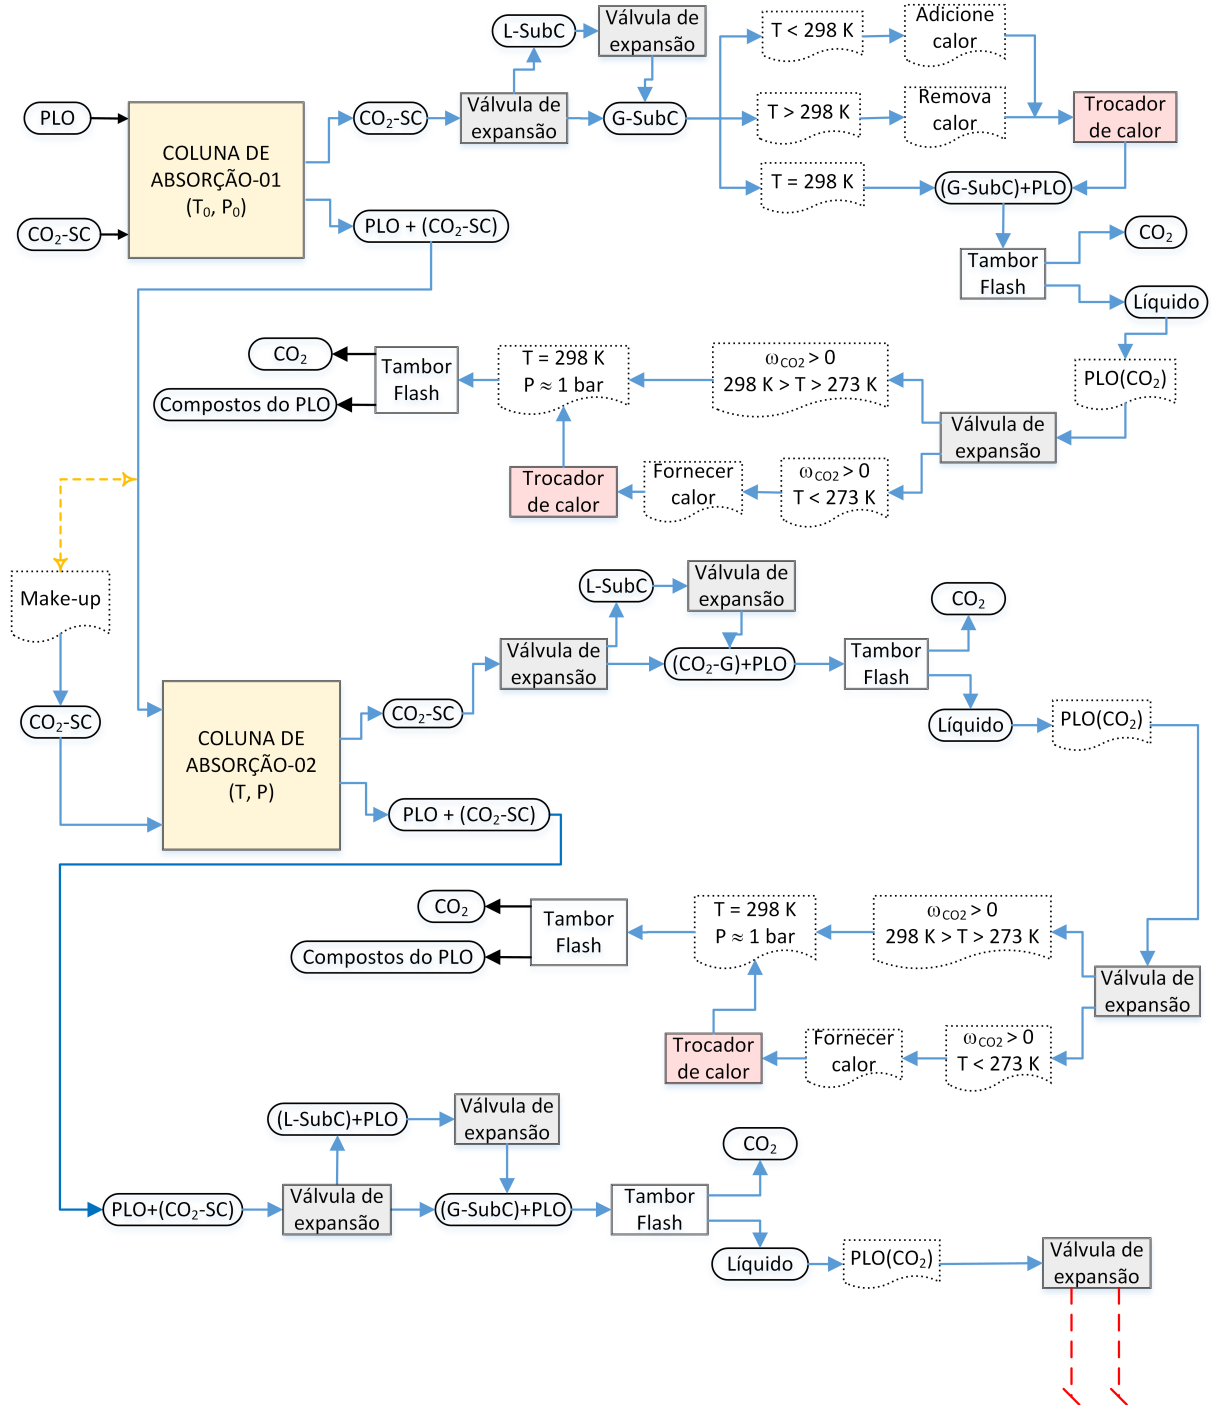 L-SubC
Válvula de
expansão
T < 298 K
Adicione
calor
PLO
CO₂-SC
Válvula de
expansão
G-SubC
T > 298 K
Remova
calor
Trocador
de calor
COLUNA DE
ABSORÇÃO-01
(T₀, P₀)
T = 298 K
(G-SubC)+PLO
CO₂-SC
PLO + (CO₂-SC)
CO₂
Tambor
Flash
Líquido
CO₂
Tambor
Flash
T = 298 K
P ≈ 1 bar
ωCO2 > 0
298 K > T > 273 K
PLO(CO₂)
Compostos do PLO
Válvula de
expansão
Trocador
de calor
Fornecer
calor
ωCO2 > 0
T < 273 K
Make-up
L-SubC
Válvula de
expansão
CO₂
Válvula de
expansão
(CO₂-G)+PLO
Tambor
Flash
CO₂-SC
CO₂-SC
Líquido
PLO(CO₂)
COLUNA DE
ABSORÇÃO-02
(T, P)
PLO + (CO₂-SC)
CO₂
Tambor
Flash
T = 298 K
P ≈ 1 bar
ωCO2 > 0
298 K > T > 273 K
Compostos do PLO
Válvula de
expansão
Trocador
de calor
Fornecer
calor
ωCO2 > 0
T < 273 K
(L-SubC)+PLO
Válvula de
expansão
CO₂
PLO+(CO₂-SC)
Válvula de
expansão
(G-SubC)+PLO
Tambor
Flash
Líquido
PLO(CO₂)
Válvula de
expansão